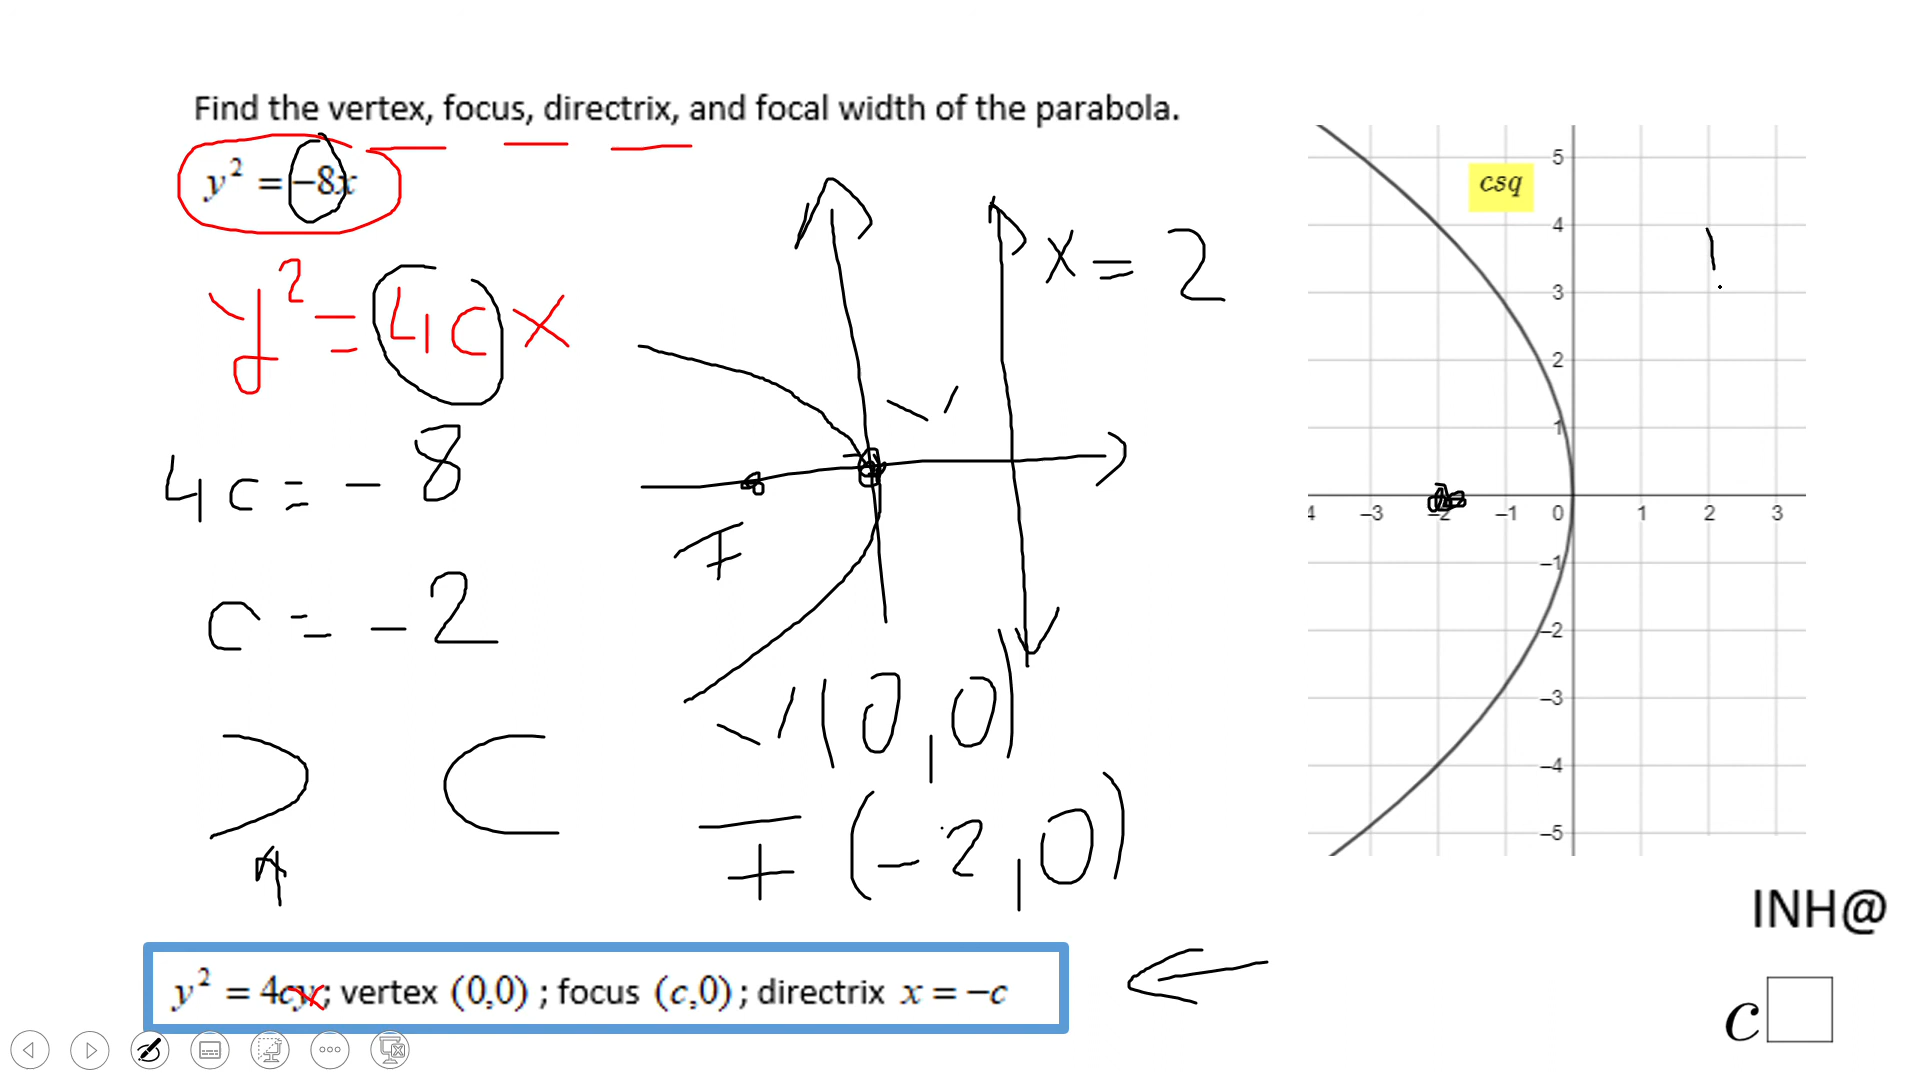 Find the vertex, focus, directrix, and focal width of the parabola.
y² = -8x
y² = 4cx
4c = -8
c = -2
x = 2
V
F
V(0,0)
F(-2,0)
csq
5
4
3
2
1
4 -3 -2 -1 0 1 2 3
-1
-2
-3
-4
-5
INH@
y² = 4cx; vertex (0,0) ; focus (c,0) ; directrix x = -c
c